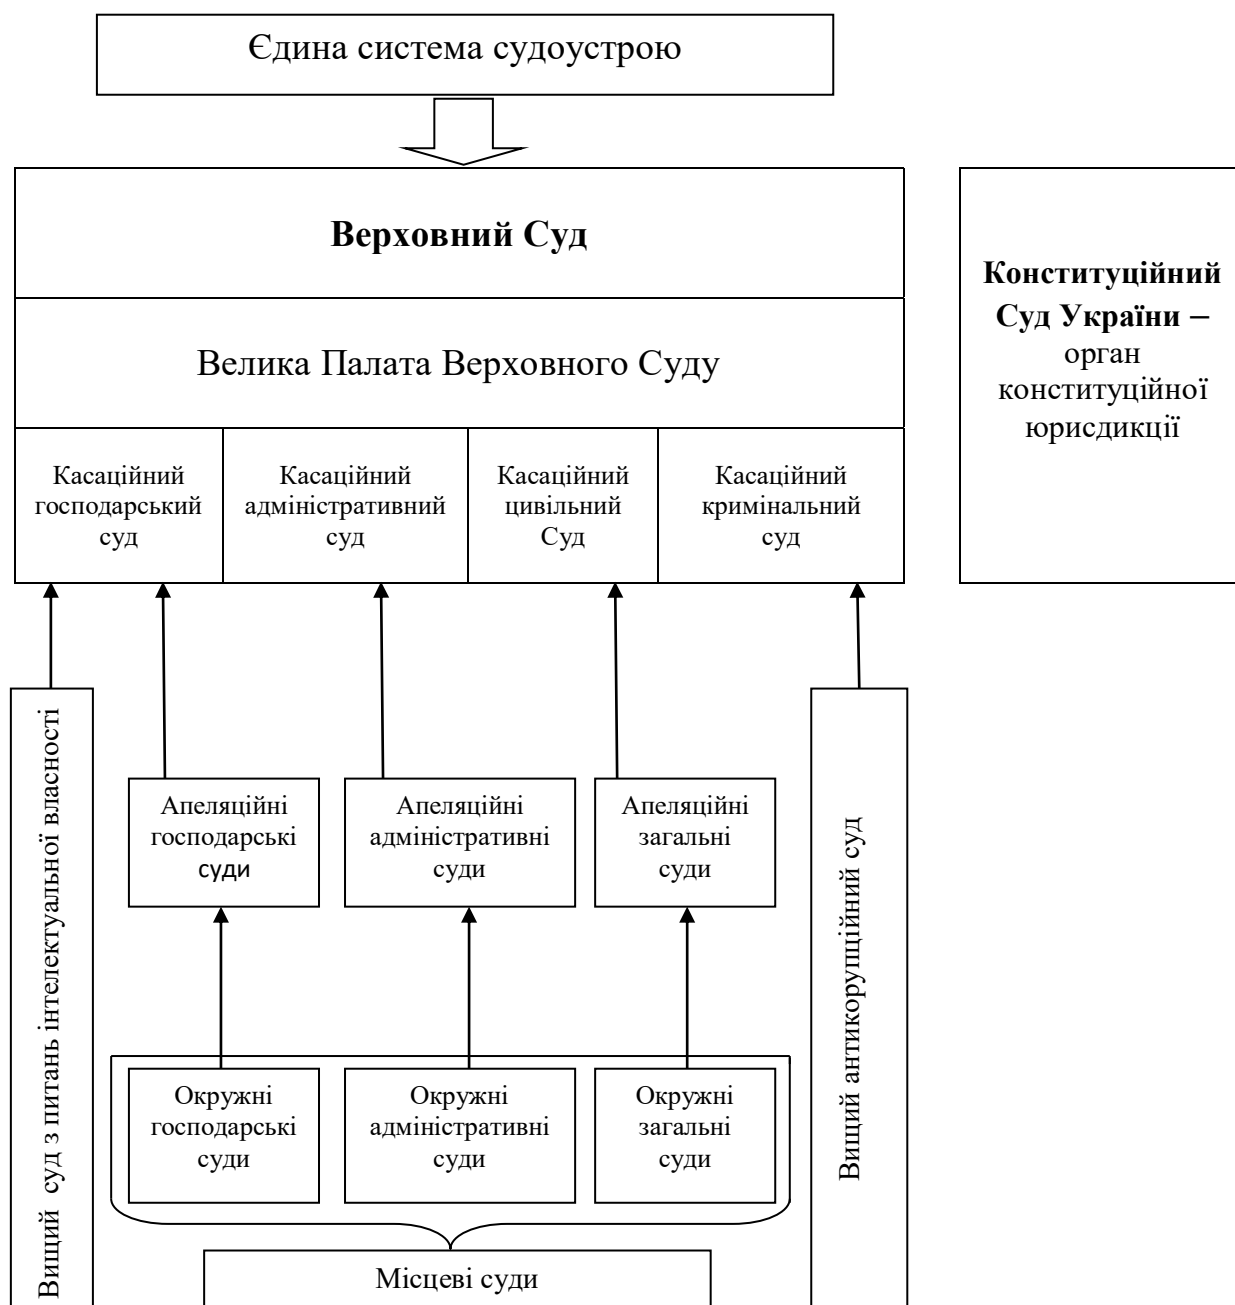 Єдина система судоустрою
Верховний Суд
Велика Палата Верховного Суду
Касаційний
господарський
суд
Касаційний
адміністративний
суд
Касаційний
цивільний
Суд
Касаційний
кримінальний
суд
Конституційний
Суд України –
орган
конституційної
юрисдикції
Вищий суд з питань інтелектуальної власності
Апеляційні
господарські
суди
Апеляційні
адміністративні
суди
Апеляційні
загальні
суди
Вищий антикорупційний суд
Окружні
господарські
суди
Окружні
адміністративні
суди
Окружні
загальні
суди
Місцеві суди